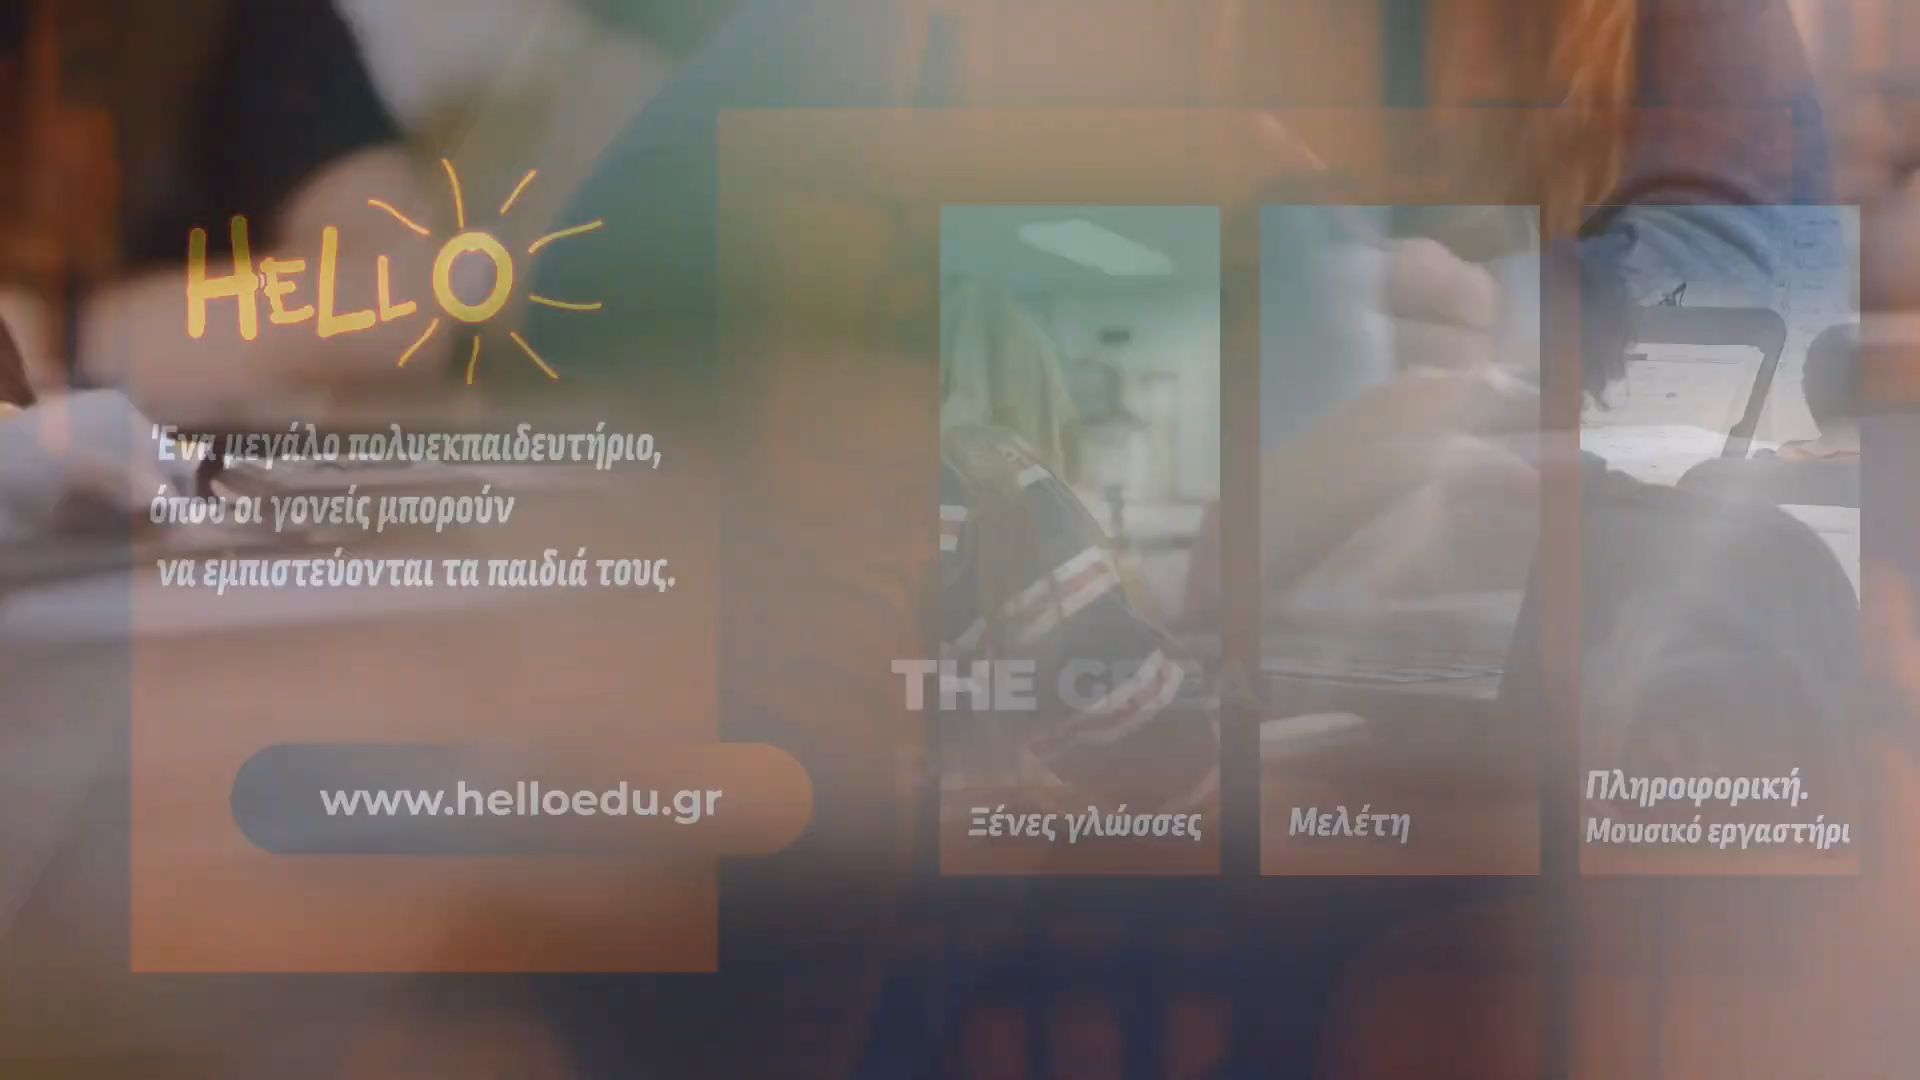 HELLO
Ένα μεγάλο πολυεκπαιδευτήριο,
όπου οι γονείς μπορούν
να εμπιστεύονται τα παιδιά τους.
www.helloedu.gr
THE
Ξένες γλώσσες
Μελέτη
Πληροφορική.
Μουσικό εργαστήρι